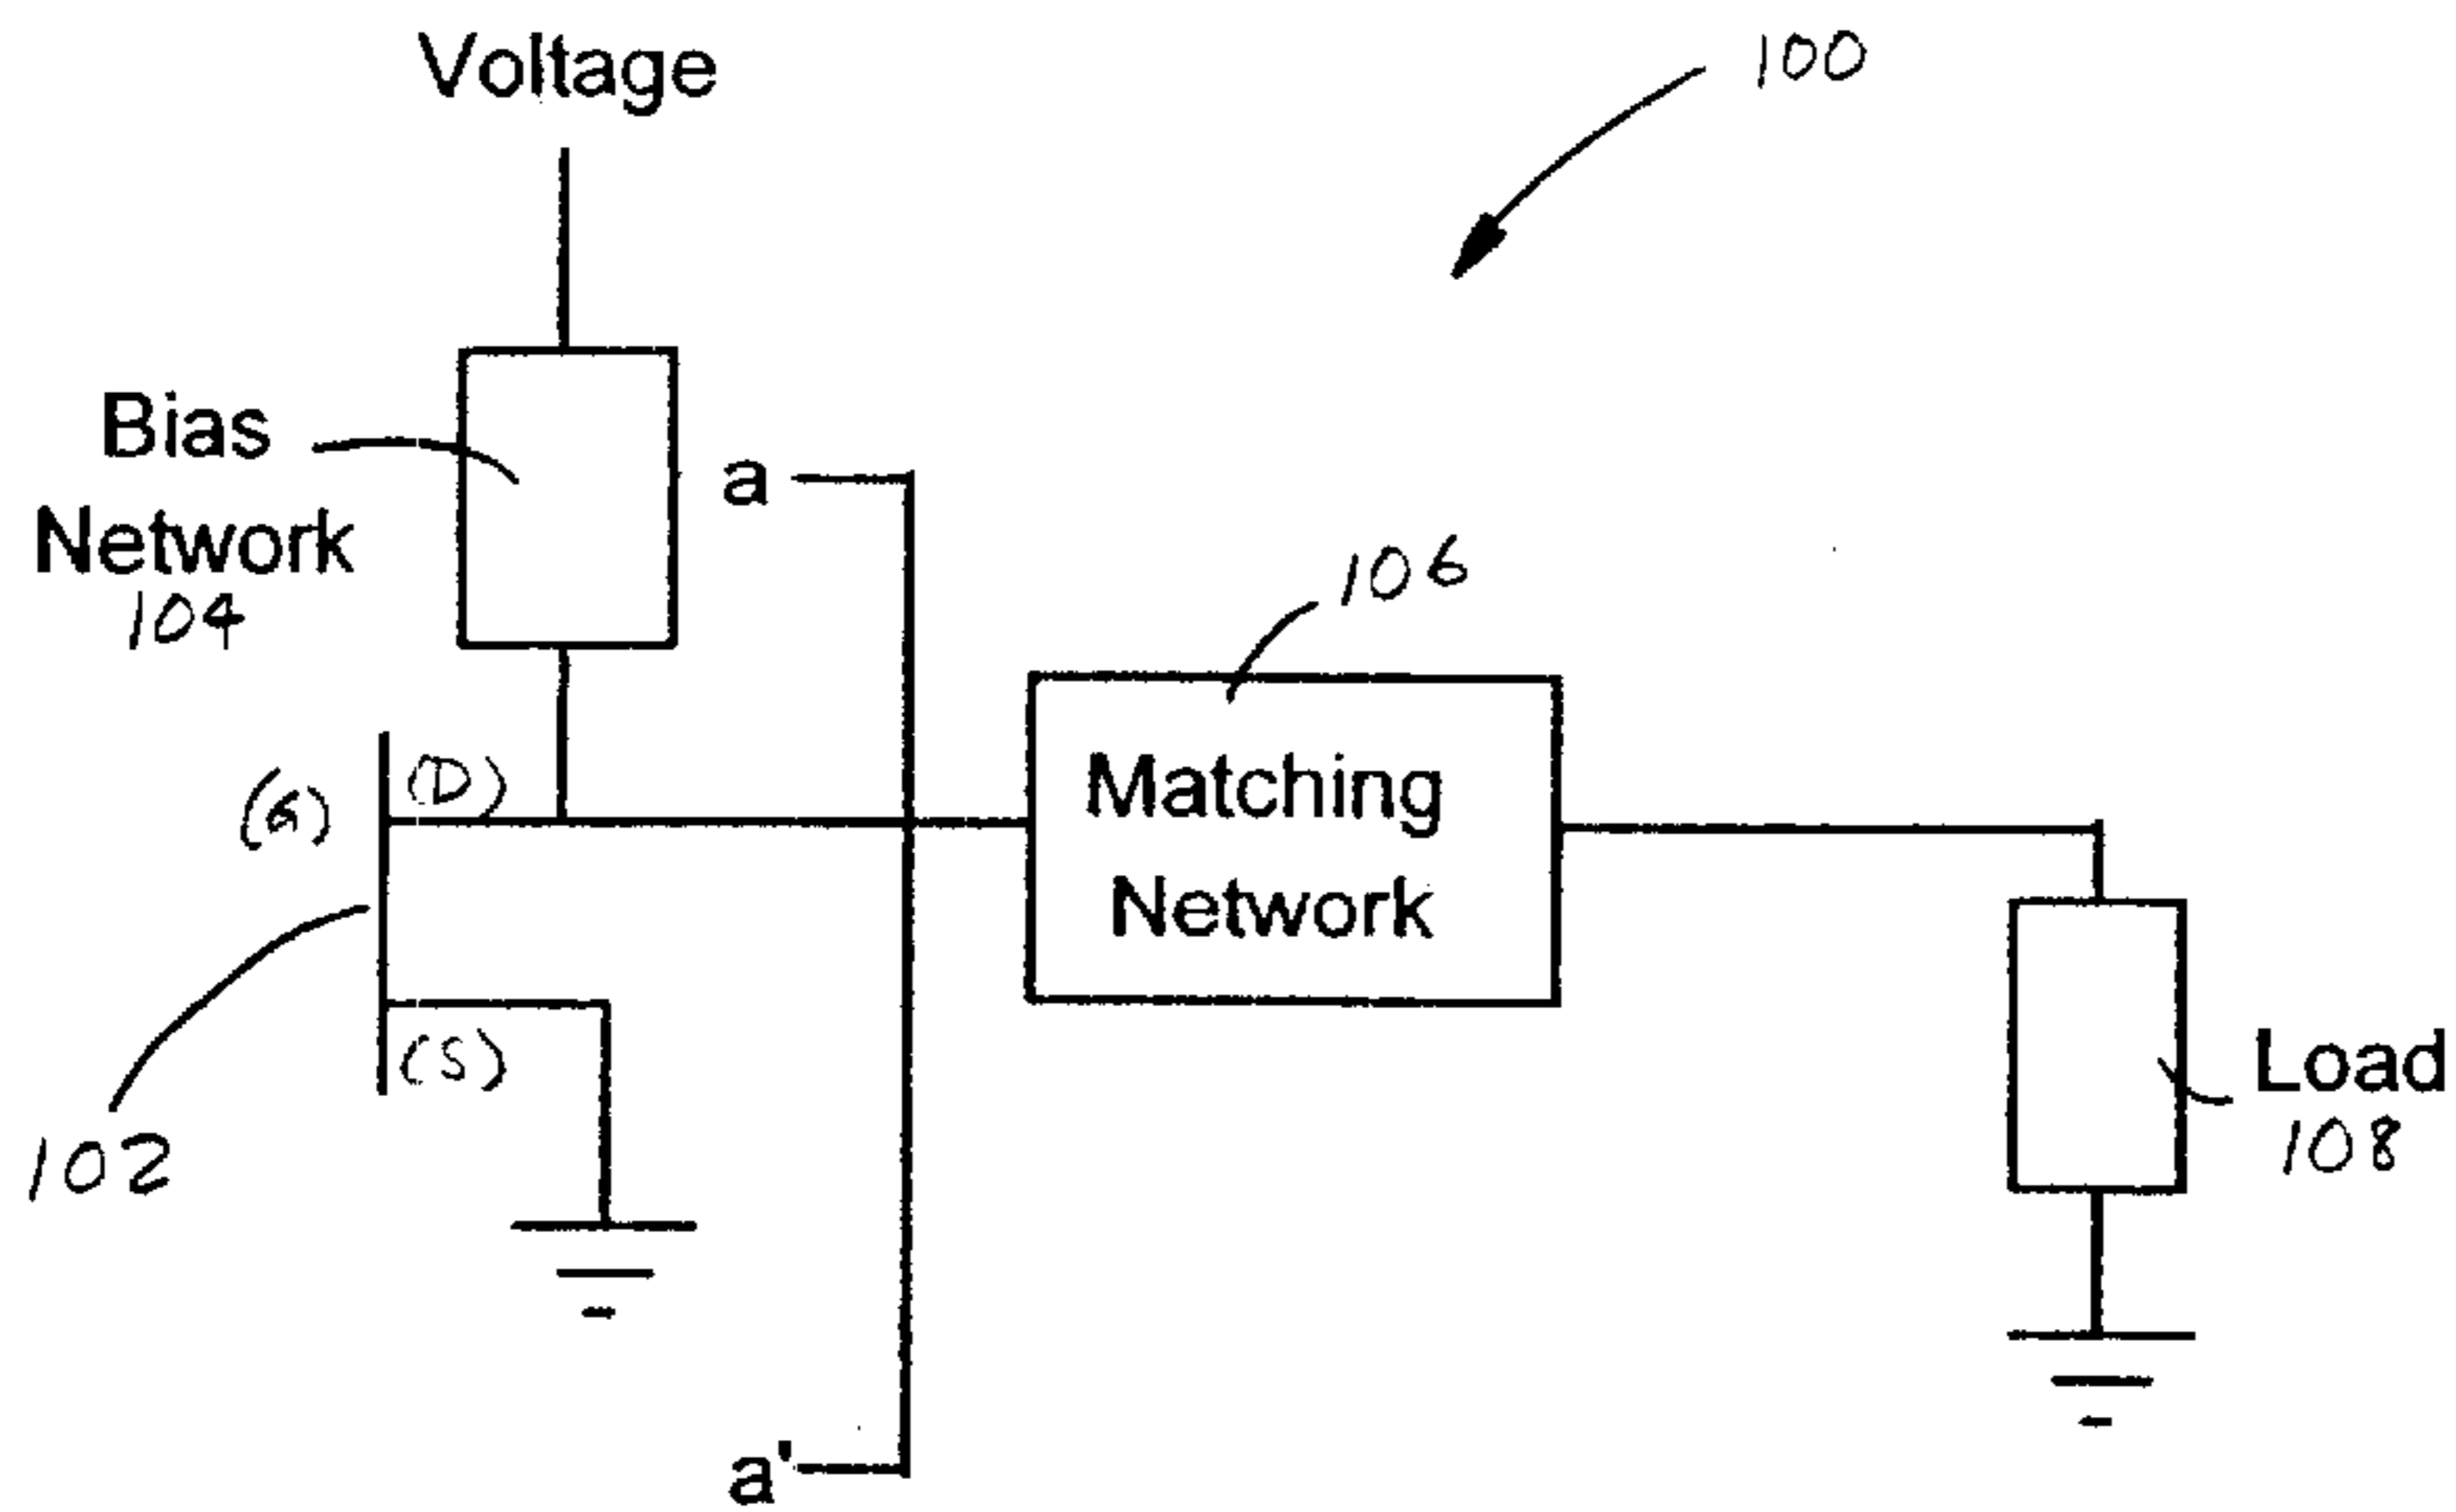 Voltage
100
Bias
Network
104
a
106
(G)
(D)
Matching
Network
(S)
102
Load
108
a'